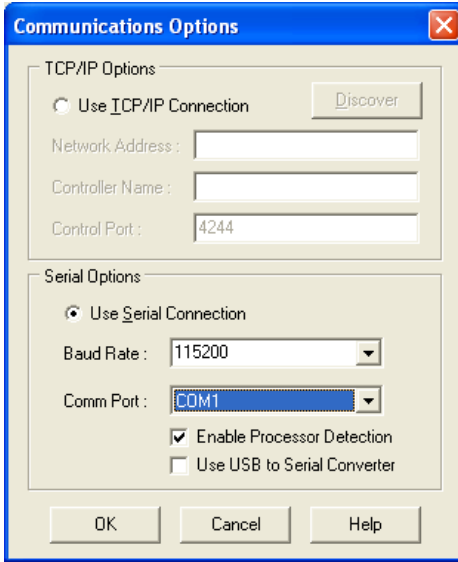 Communications Options
TCP/IP Options
Use TCP/IP Connection
Discover
Network Address :
Controller Name :
Control Port :
4244
Serial Options
Use Serial Connection
Baud Rate :
115200
Comm Port :
COM1
Enable Processor Detection
Use USB to Serial Converter
OK
Cancel
Help